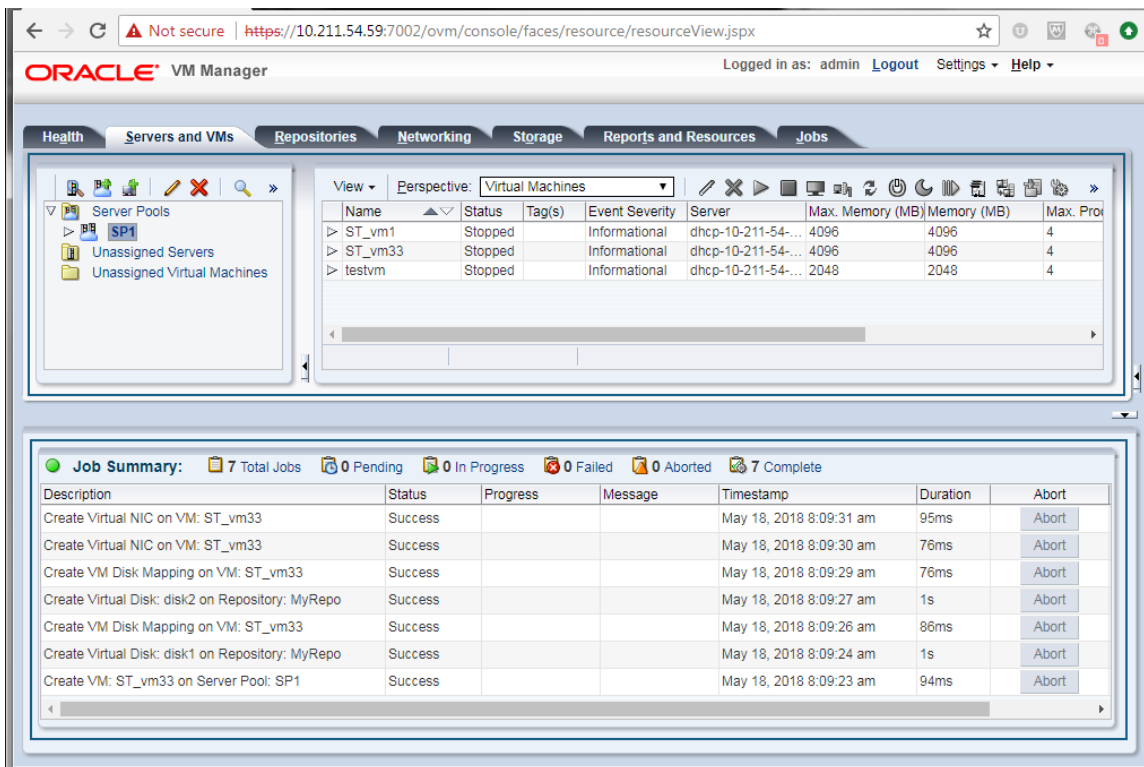 Not secure | https://10.211.54.59:7002/ovm/console/faces/resource/resourceView.jspx
ORACLE VM Manager
Logged in as: admin Logout Settings Help
Health Servers and VMs Repositories Networking Storage Reports and Resources Jobs
View Perspective: Virtual Machines
Server Pools
SP1
Unassigned Servers
Unassigned Virtual Machines
Name Status Tag(s) Event Severity Server Max. Memory (MB) Memory (MB) Max. Proc
ST_vm1 Stopped Informational dhcp-10-211-54-... 4096 4096 4
ST_vm33 Stopped Informational dhcp-10-211-54-... 4096 4096 4
testvm Stopped Informational dhcp-10-211-54-... 2048 2048 4
Job Summary: 7 Total Jobs 0 Pending 0 In Progress 0 Failed 0 Aborted 7 Complete
Description Status Progress Message Timestamp Duration Abort
Create Virtual NIC on VM: ST_vm33 Success May 18, 2018 8:09:31 am 95ms Abort
Create Virtual NIC on VM: ST_vm33 Success May 18, 2018 8:09:30 am 76ms Abort
Create VM Disk Mapping on VM: ST_vm33 Success May 18, 2018 8:09:29 am 76ms Abort
Create Virtual Disk: disk2 on Repository: MyRepo Success May 18, 2018 8:09:27 am 1s Abort
Create VM Disk Mapping on VM: ST_vm33 Success May 18, 2018 8:09:26 am 86ms Abort
Create Virtual Disk: disk1 on Repository: MyRepo Success May 18, 2018 8:09:24 am 1s Abort
Create VM: ST_vm33 on Server Pool: SP1 Success May 18, 2018 8:09:23 am 94ms Abort